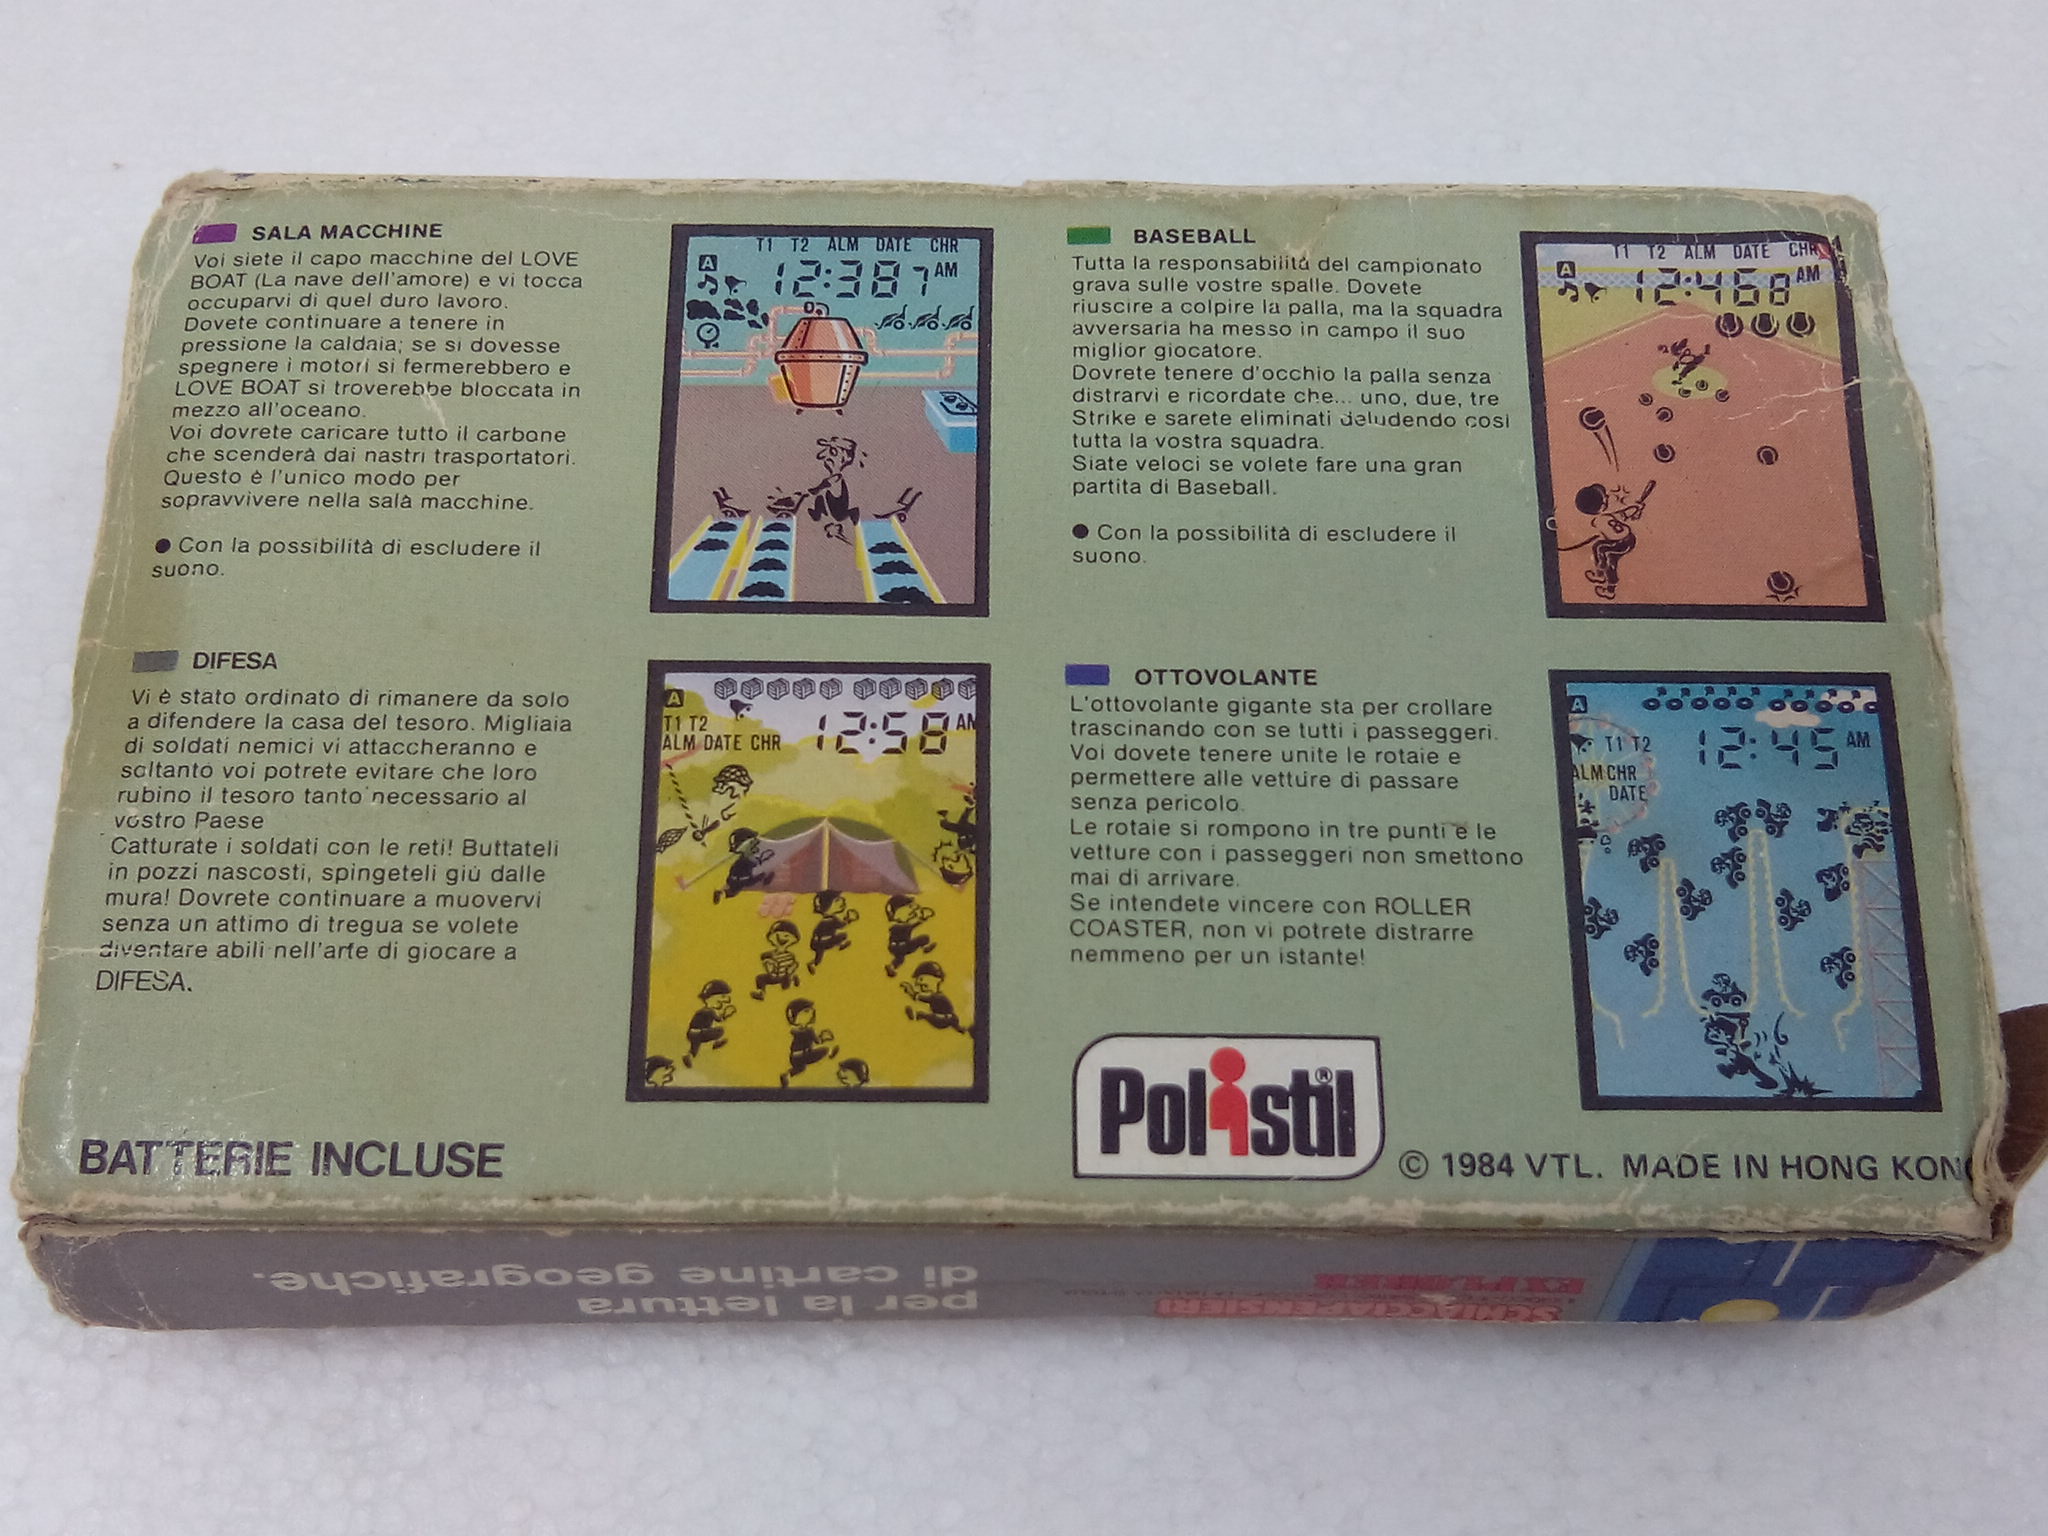 SALA MACCHINE
Voi siete il capo macchine del LOVE
BOAT (La nave dell'amore) e vi tocca
occuparvi di quel duro lavoro.
Dovete continuare a tenere in
pressione la caldaia; se si dovesse
spegnere i motori si fermerebbero e
LOVE BOAT si troverebbe bloccata in
mezzo all'oceano.
Voi dovrete caricare tutto il carbone
che scenderà dai nastri trasportatori.
Questo è l'unico modo per
sopravvivere nella sala macchine.
● Con la possibilità di escludere il
suono.
T1 T2 ALM DATE CHR
A
12:38 87 AM
DIFESA
Vi è stato ordinato di rimanere da solo
a difendere la casa del tesoro. Migliaia
di soldati nemici vi attaccheranno e
soltanto voi potrete evitare che loro
rubino il tesoro tanto necessario al
vostro Paese
Catturate i soldati con le reti! Buttateli
in pozzi nascosti, spingeteli giù dalle
mura! Dovrete continuare a muovervi
senza un attimo di tregua se volete
diventare abili nell'arte di giocare a
DIFESA.
A
T1 T2
ALM DATE CHR
12:58 AM
BATTERIE INCLUSE
BASEBALL
Tutta la responsabilità del campionato
grava sulle vostre spalle. Dovete
riuscire a colpire la palla, ma la squadra
avversaria ha messo in campo il suo
miglior giocatore.
Dovrete tenere d'occhio la palla senza
distrarvi e ricordate che... uno, due, tre
Strike e sarete eliminati deludendo così
tutta la vostra squadra.
Siate veloci se volete fare una gran
partita di Baseball.
● Con la possibilità di escludere il
suono.
T1 T2 ALM DATE CHR
A
12:46 8 AM
OTTOVOLANTE
L'ottovolante gigante sta per crollare
trascinando con se tutti i passeggeri.
Voi dovete tenere unite le rotaie e
permettere alle vetture di passare
senza pericolo.
Le rotaie si rompono in tre punti e le
vetture con i passeggeri non smettono
mai di arrivare.
Se intendete vincere con ROLLER
COASTER, non vi potrete distrarre
nemmeno per un istante!
A
T1 T2
12:45 AM
ALM CHR
DATE
Polistil®
© 1984 VTL. MADE IN HONG KONG
per la lettura
di cartine geografiche.
SCHIACCIAPENSIERI